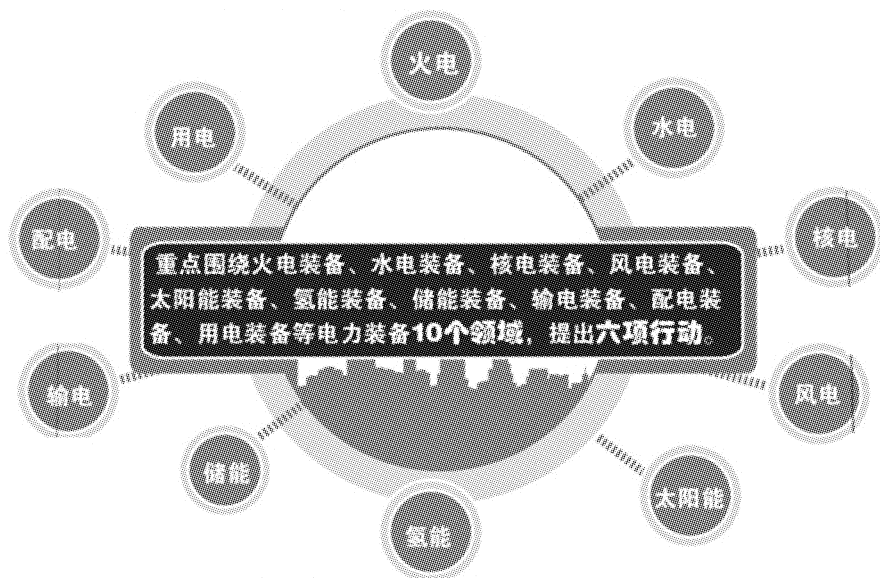 火电
用电
水电
配电
核电
重点围绕火电装备、水电装备、核电装备、风电装备、
太阳能装备、氢能装备、储能装备、输电装备、配电装
备、用电装备等电力装备10个领域，提出六项行动。
输电
风电
储能
太阳能
氢能